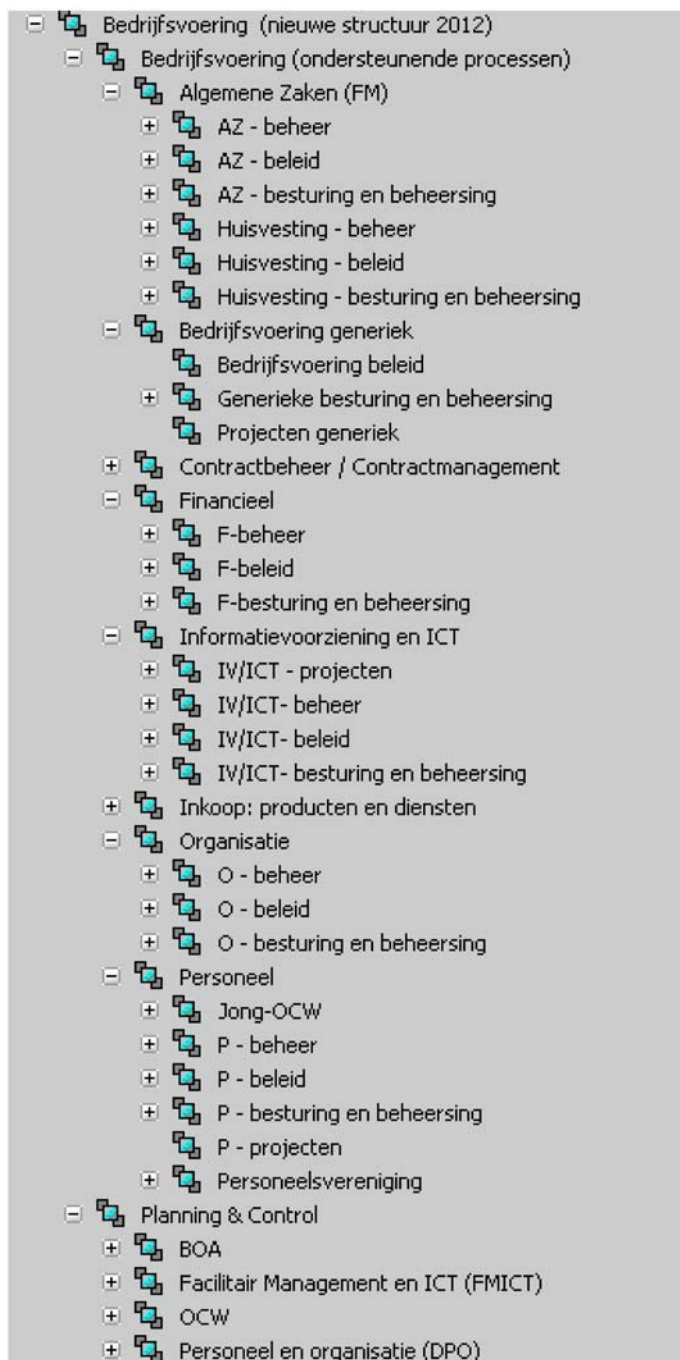 Bedrijfsvoering (nieuwe structuur 2012)
Bedrijfsvoering (ondersteunende processen)
Algemene Zaken (FM)
AZ - beheer
AZ - beleid
AZ - besturing en beheersing
Huisvesting - beheer
Huisvesting - beleid
Huisvesting - besturing en beheersing
Bedrijfsvoering generiek
Bedrijfsvoering beleid
Generieke besturing en beheersing
Projecten generiek
Contractbeheer / Contractmanagement
Financieel
F-beheer
F-beleid
F-besturing en beheersing
Informatievoorziening en ICT
IV/ICT - projecten
IV/ICT- beheer
IV/ICT- beleid
IV/ICT- besturing en beheersing
Inkoop: producten en diensten
Organisatie
O - beheer
O - beleid
O - besturing en beheersing
Personeel
Jong-OCW
P - beheer
P - beleid
P - besturing en beheersing
P - projecten
Personeelsvereniging
Planning & Control
BOA
Facilitair Management en ICT (FMICT)
OCW
Personeel en organisatie (DPO)